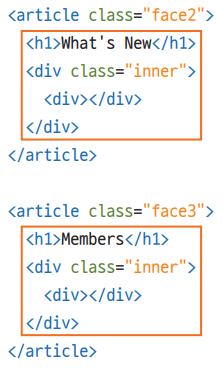 <article class="face2">
<h1>What's New</h1>
<div class="inner">
<div></div>
</div>
</article>
<article class="face3">
<h1>Members</h1>
<div class="inner">
<div></div>
</div>
</article>